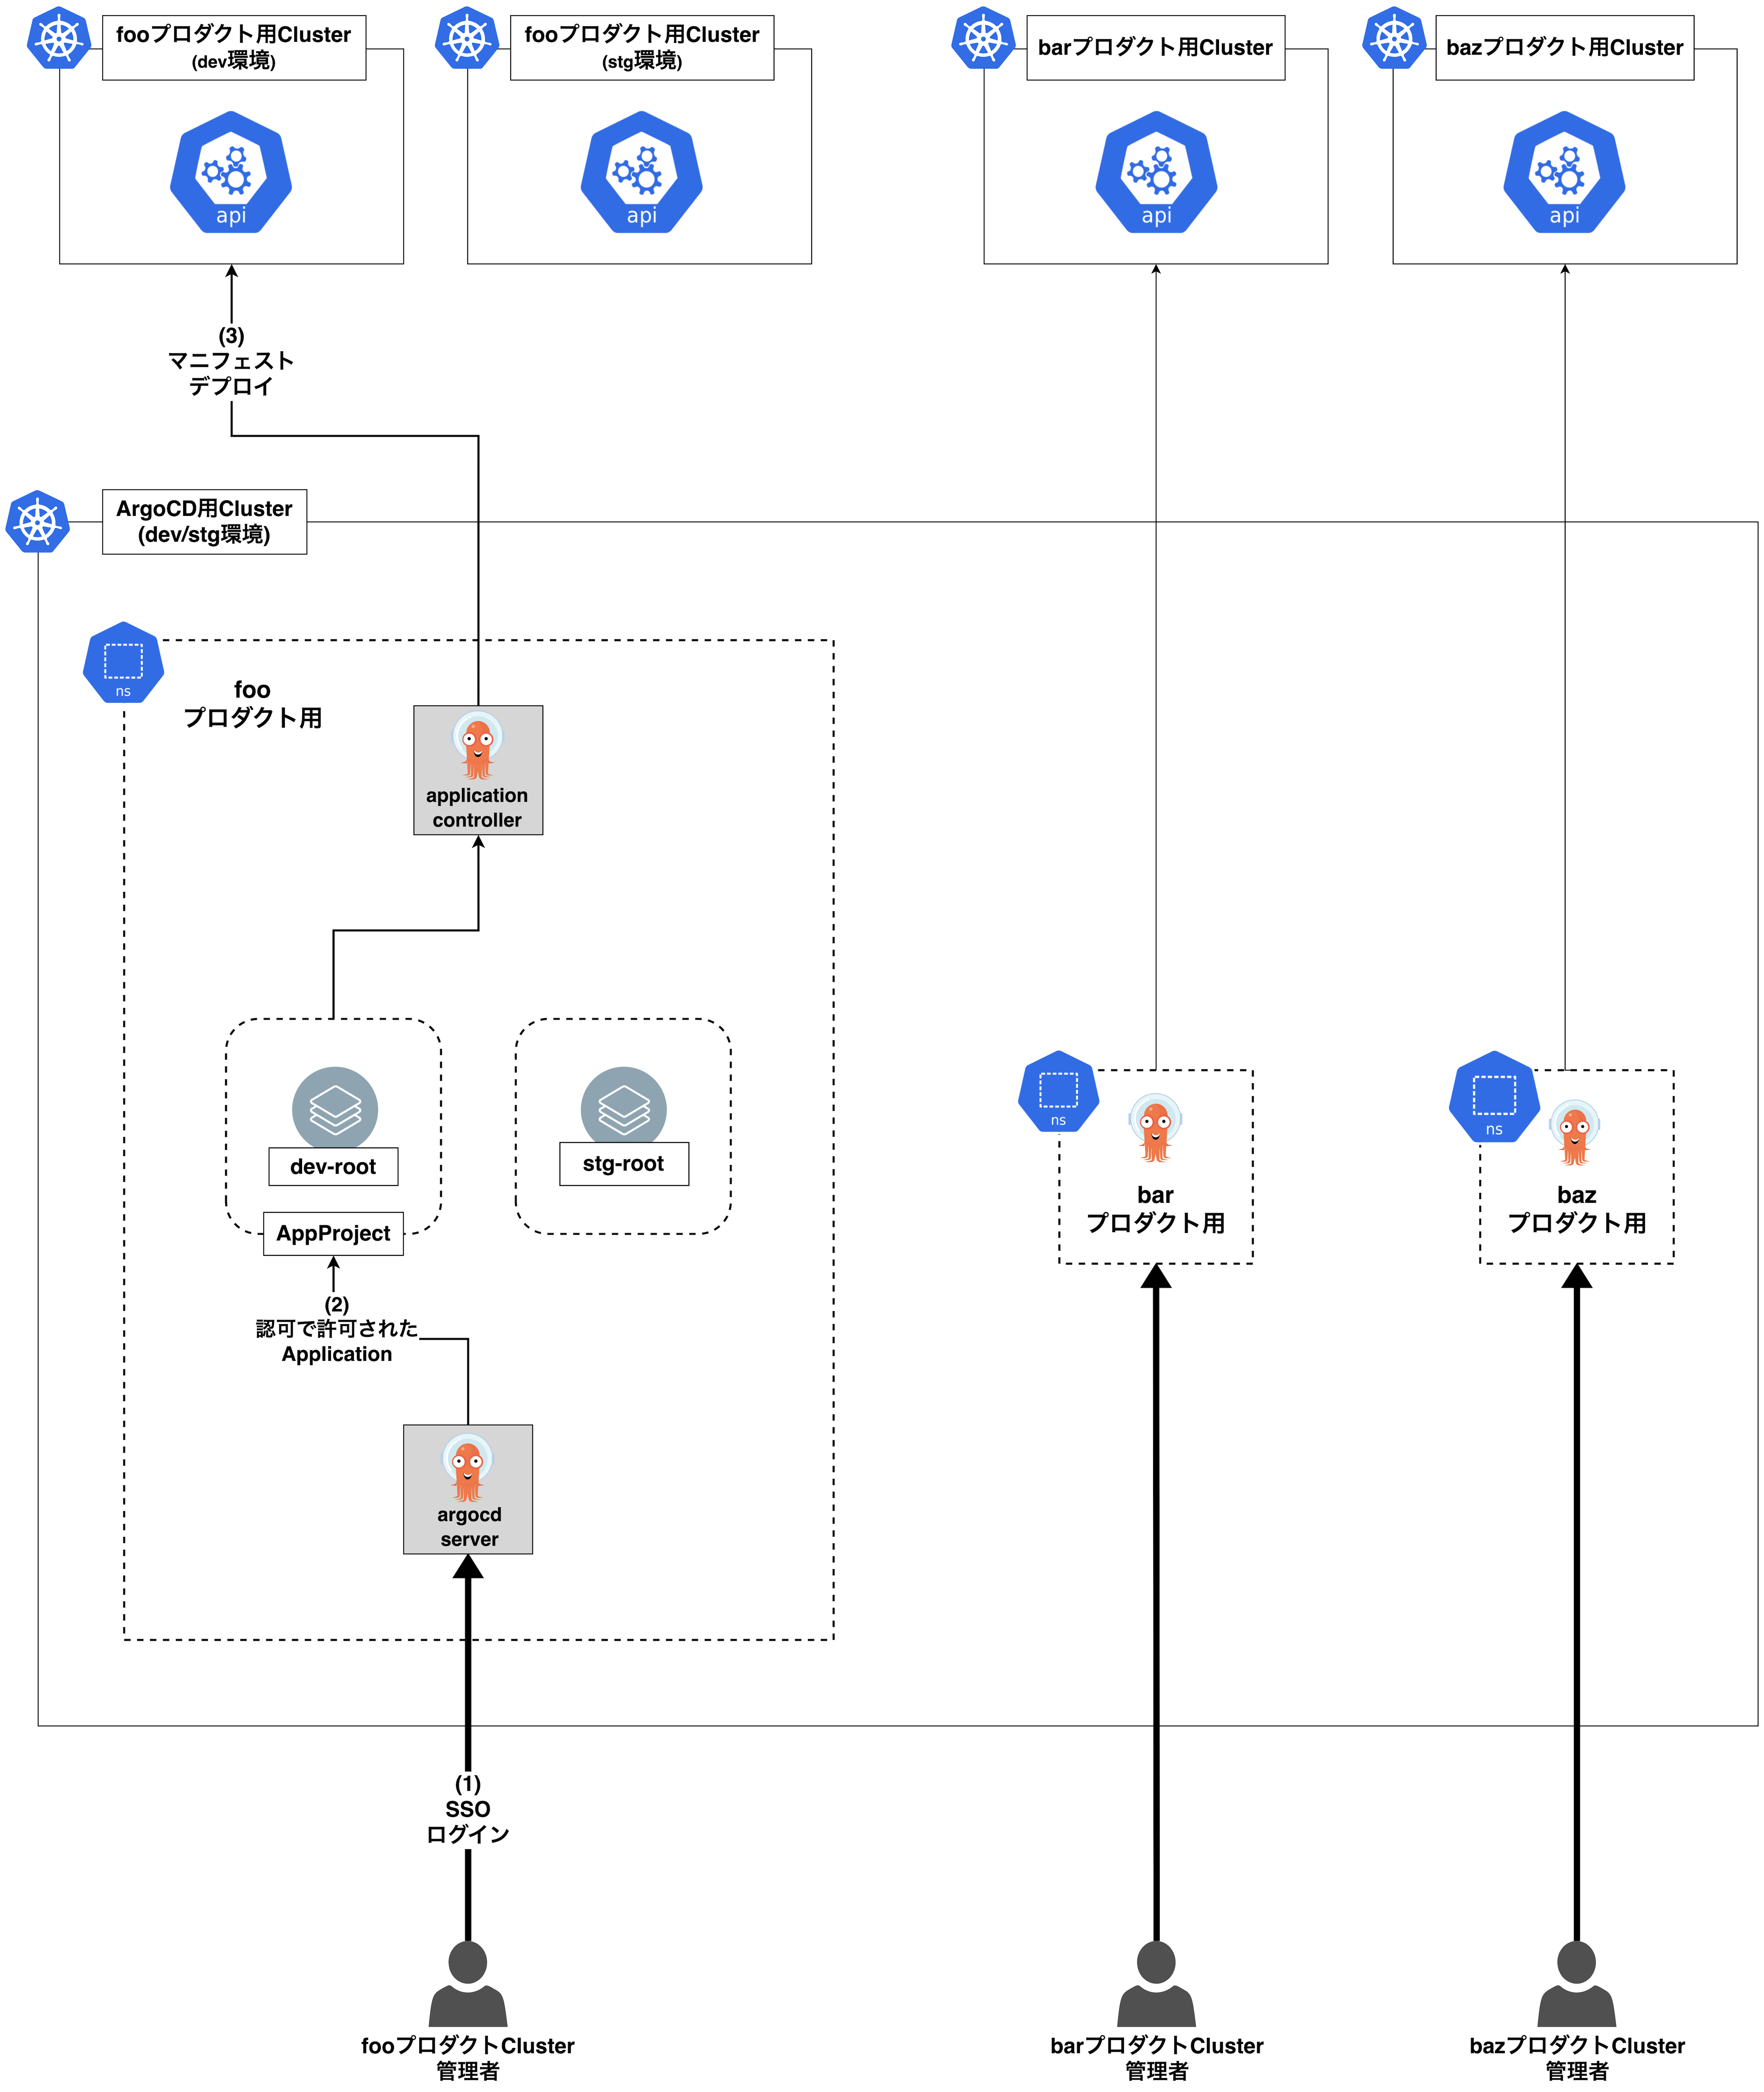 fooプロダクト用Cluster
(dev環境)
fooプロダクト用Cluster
(stg環境)
barプロダクト用Cluster
bazプロダクト用Cluster
api
api
api
api
(3)
マニフェスト
デプロイ
ArgoCD用Cluster
(dev/stg環境)
ns
foo
プロダクト用
application
controller
dev-root
stg-root
AppProject
ns
bar
プロダクト用
ns
baz
プロダクト用
(2)
認可で許可された
Application
argocd
server
(1)
SSO
ログイン
fooプロダクトCluster
管理者
barプロダクトCluster
管理者
bazプロダクトCluster
管理者